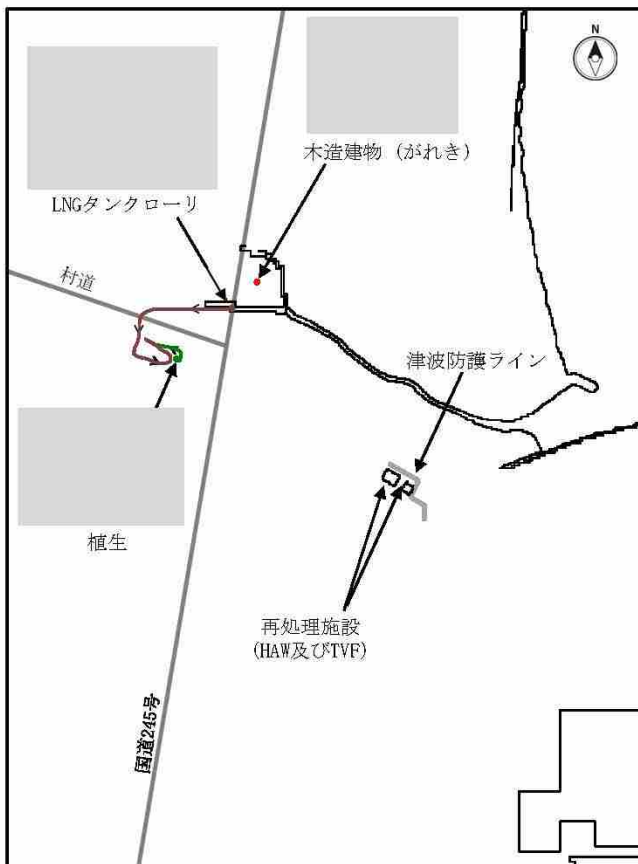 N
木造建物 (がれき)
LNGタンクローリ
村道
津波防護ライン
植生
再処理施設
(HAW及びTVF)
国道245号